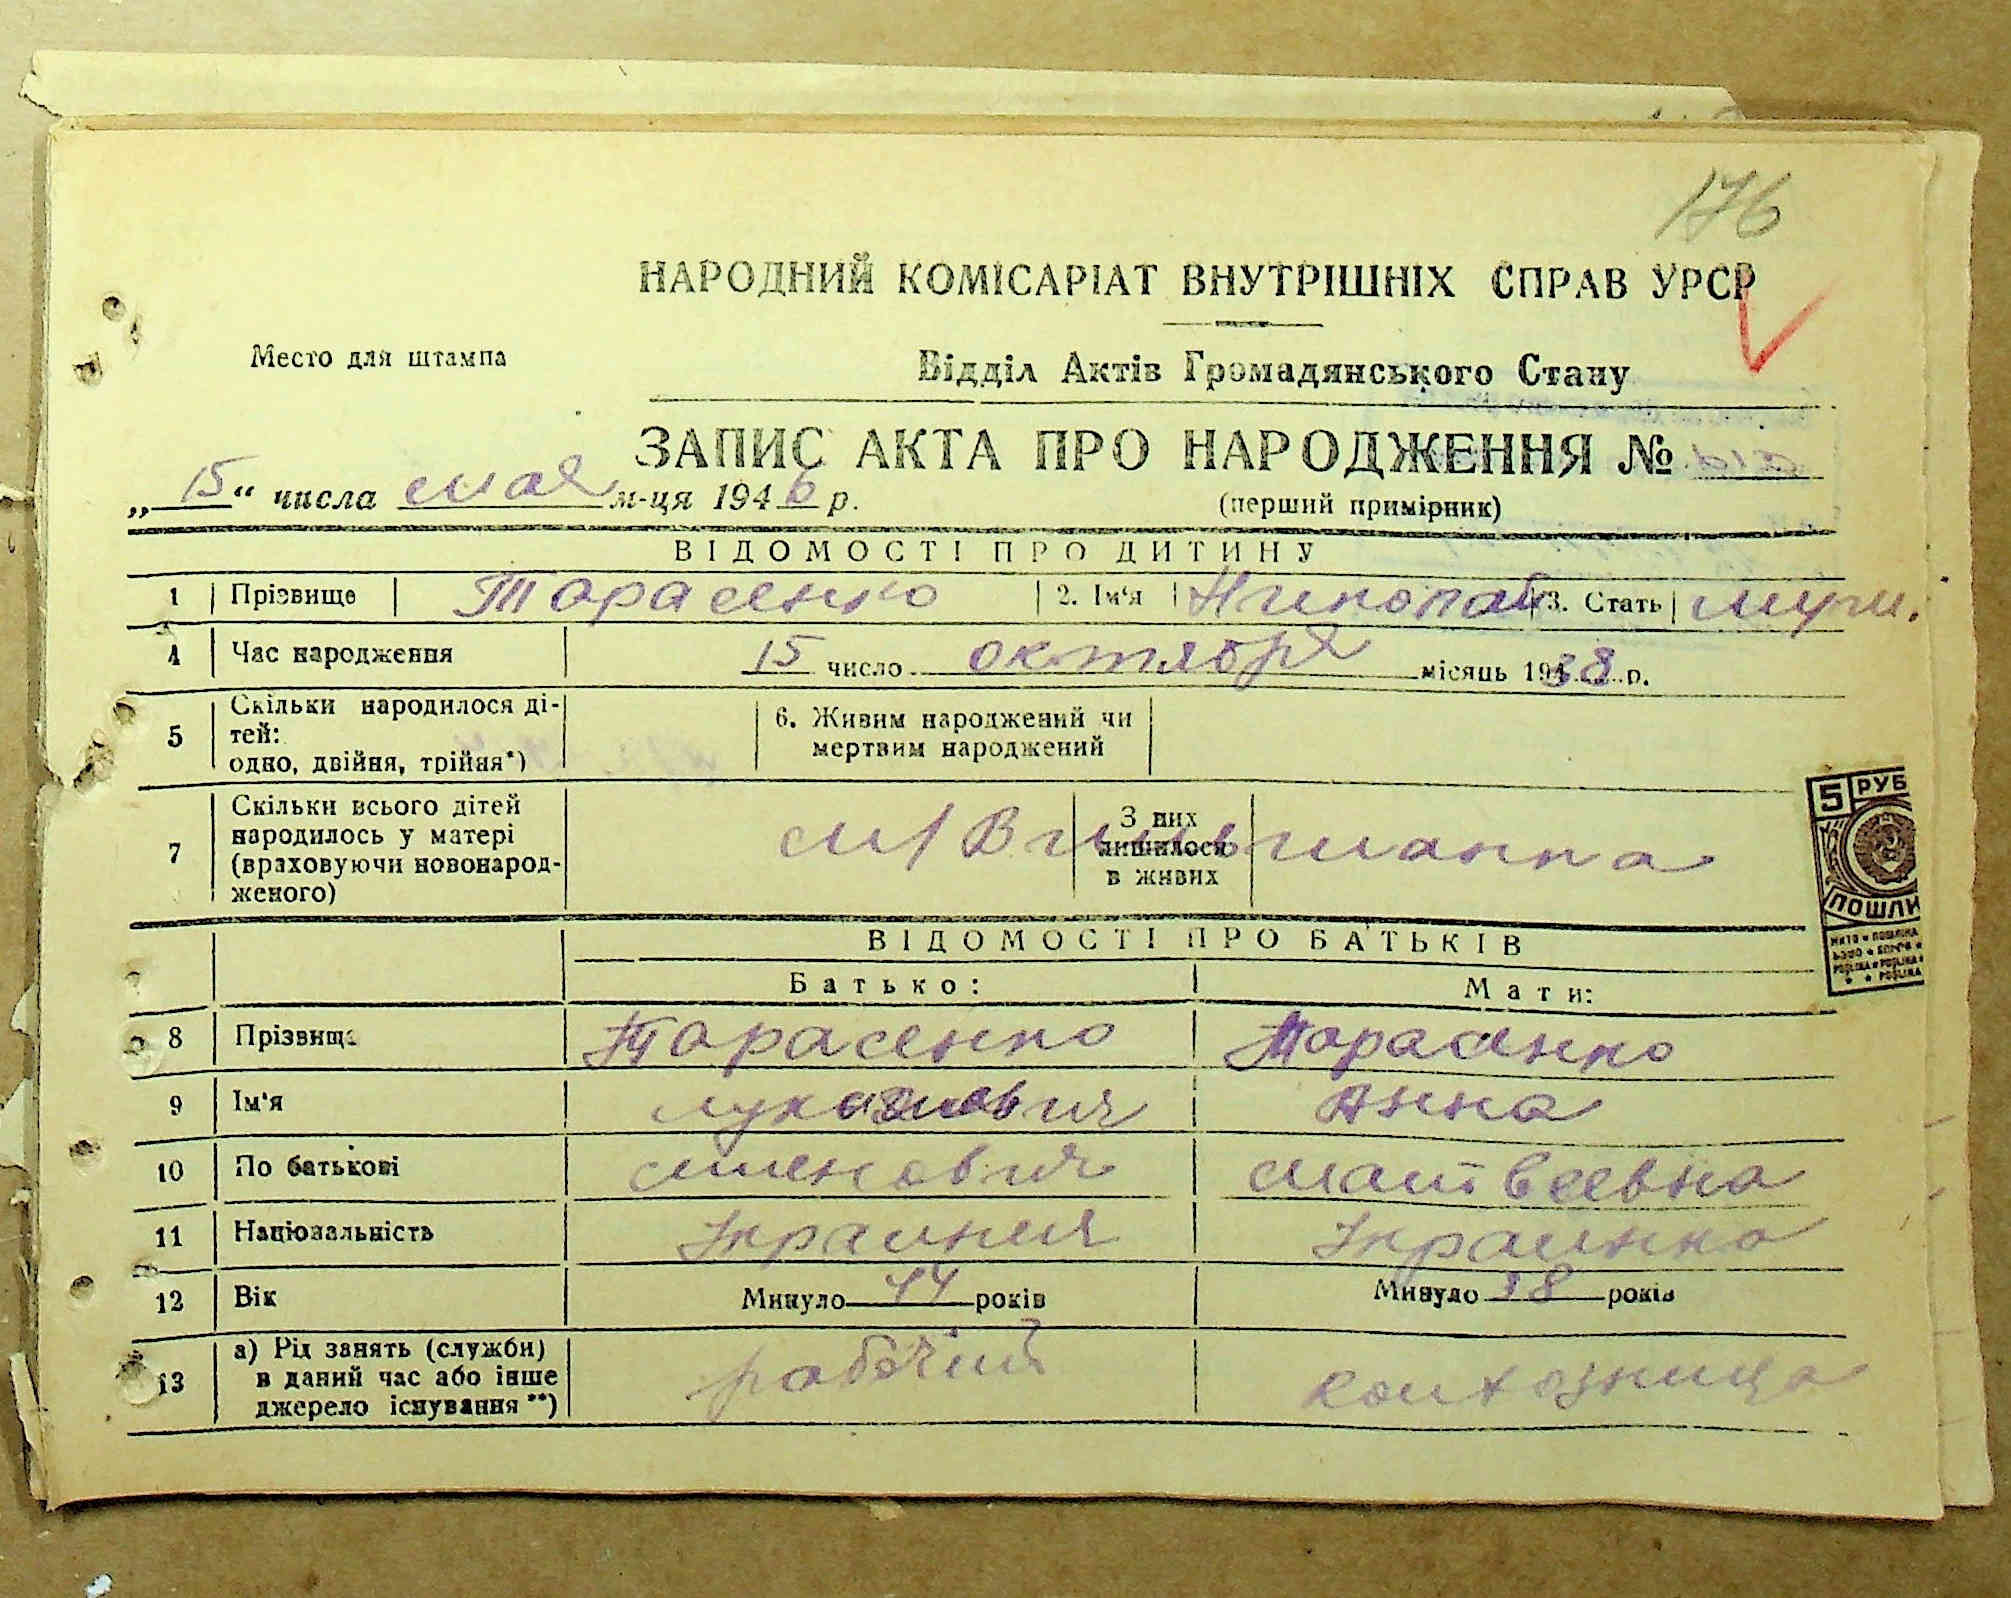 176
НАРОДНИЙ КОМІСАРІАТ ВНУТРІШНІХ СПРАВ УРСР
Место для штампа
Відділ Актів Громадянського Стану
ЗАПИС АКТА ПРО НАРОДЖЕННЯ №
„15“ числа мая м-ця 1946 р.
(перший примірник)
ВІДОМОСТІ ПРО ДИТИНУ
1 Прізвище Тарасенко 2. Ім'я Николай 3. Стать муж.
4 Час народження 15 число октября місяць 1938 р.
5 Скільки народилося дітей: одно, двійня, трійня*) 6. Живим народжений чи мертвим народжений
7 Скільки всього дітей народилось у матері (враховуючи новонародженого) З них лишилося в живих
м/В
ВІДОМОСТІ ПРО БАТЬКІВ
Батько: Мати:
8 Прізвище Тарасенко Тарасенко
9 Ім'я Анна
10 По батькові Матвеевна
11 Національність Украинец Украинка
12 Вік Минуло 44 років Минуло 38 років
13 а) Рід занять (служби) в даний час або інше джерело існування**) рабочий колхозница
5 РУБ
ПОШЛИ